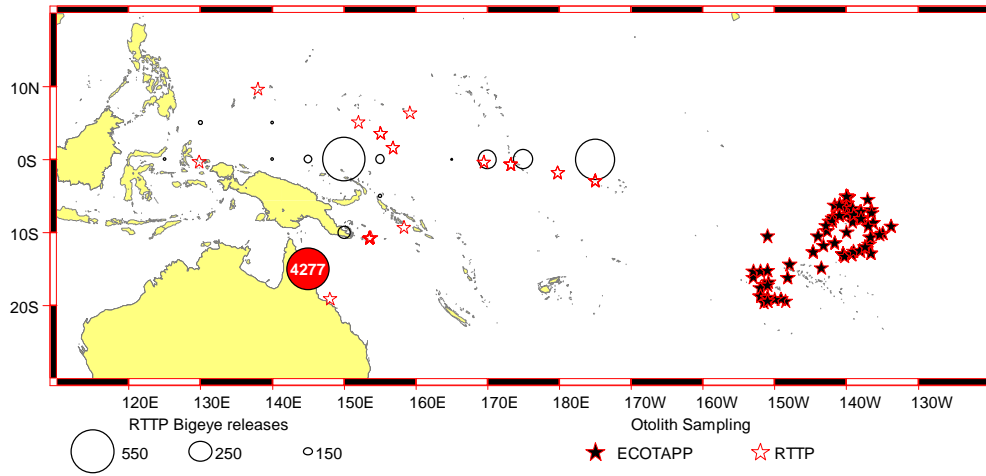 10N
0S
10S
20S
4277
120E 130E 140E 150E 160E 170E 180E 170W 160W 150W 140W 130W
RTTP Bigeye releases Otolith Sampling
550 250 150 ECOTAPP RTTP